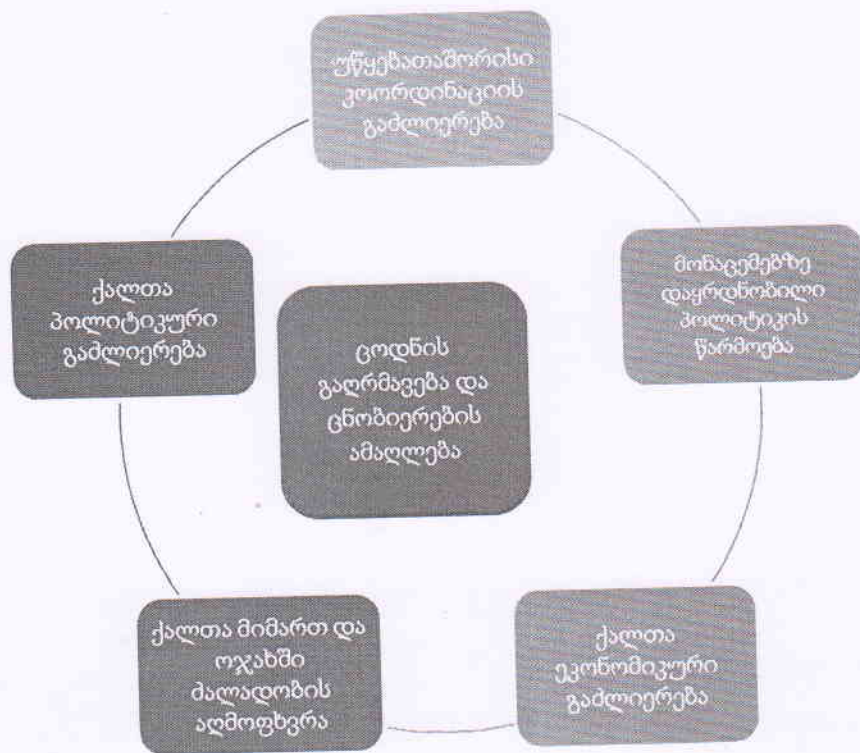 უწყებათაშორისი
კოორდინაციის
გაძლიერება
მონაცემებზე
დაყრდნობილი
პოლიტიკის
წარმოება
ქალთა
ეკონომიკური
გაძლიერება
ქალთა მიმართ და
ოჯახში
ძალადობის
აღმოფხვრა
ქალთა
პოლიტიკური
გაძლიერება
ცოდნის
გაღრმავება და
ცნობიერების
ამაღლება